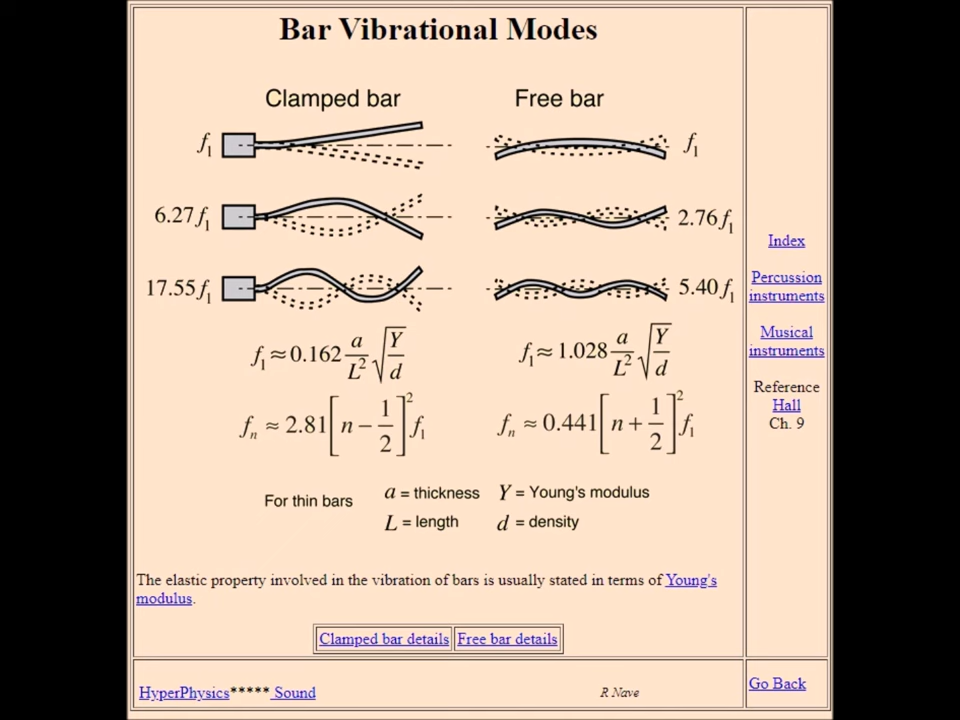 Bar Vibrational Modes
Clamped bar Free bar
f₁ f₁
6.27 f₁ 2.76 f₁
17.55 f₁ 5.40 f₁
f₁ ≈ 0.162 a/L² √(Y/d) f₁ ≈ 1.028 a/L² √(Y/d)
fₙ ≈ 2.81 [n − 1/2]² f₁ fₙ ≈ 0.441 [n + 1/2]² f₁
For thin bars
a = thickness Y = Young's modulus
L = length d = density
The elastic property involved in the vibration of bars is usually stated in terms of Young's
modulus.
Clamped bar details Free bar details
Index
Percussion
instruments
Musical
instruments
Reference
Hall
Ch. 9
HyperPhysics***** Sound R Nave
Go Back